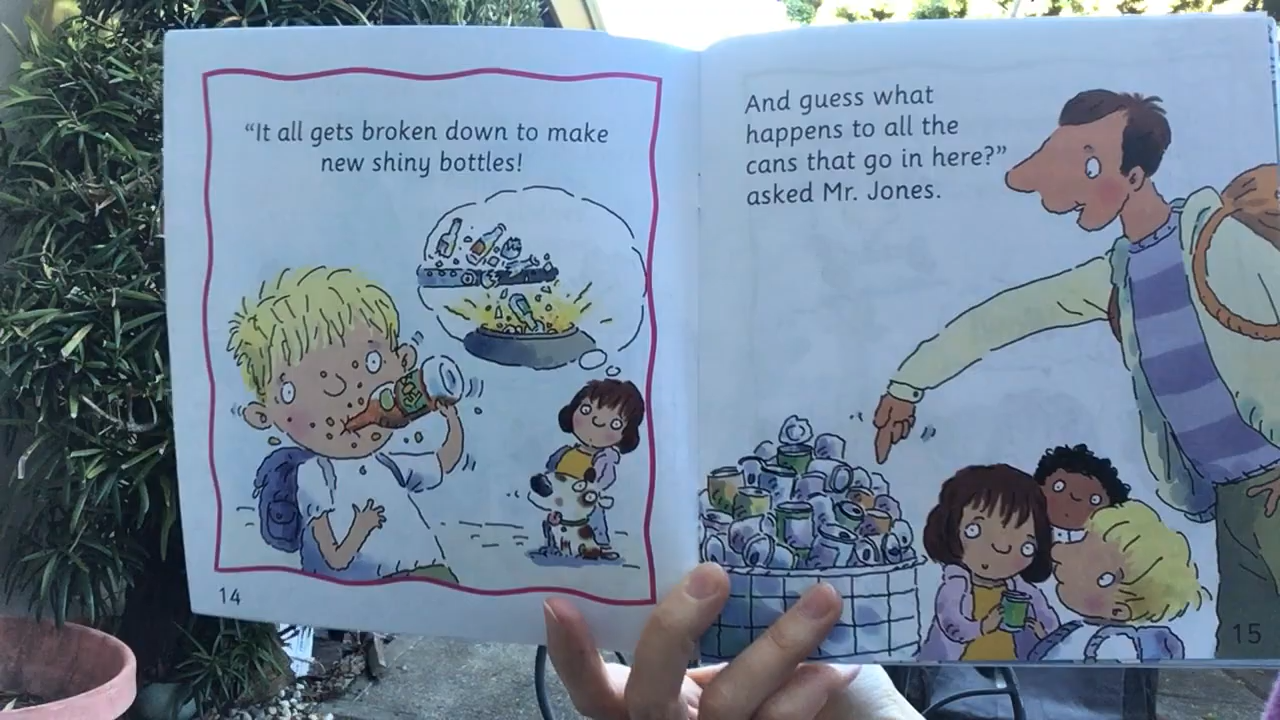 “It all gets broken down to make
new shiny bottles!
14
And guess what
happens to all the
cans that go in here?”
asked Mr. Jones.
15